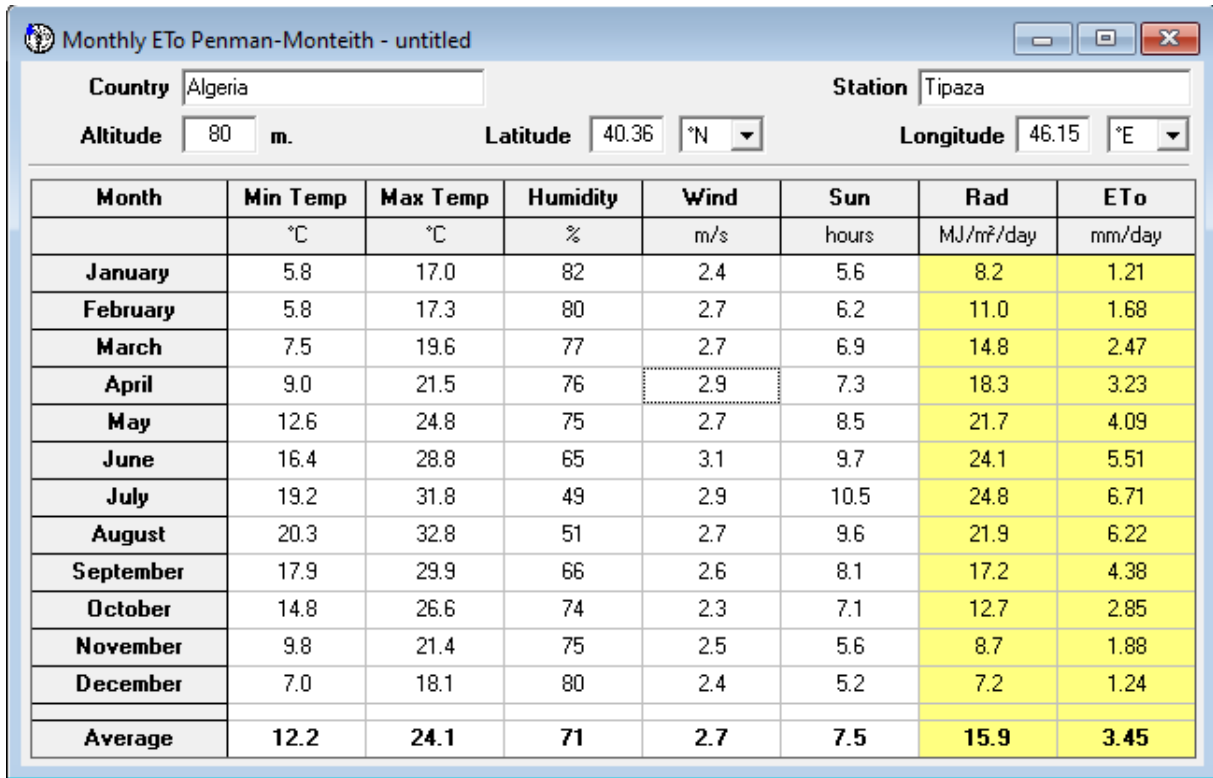 Monthly ETo Penman-Monteith - untitled
Country Algeria Station Tipaza
Altitude 80 m. Latitude 40.36 °N Longitude 46.15 °E
Month Min Temp Max Temp Humidity Wind Sun Rad ETo
°C °C % m/s hours MJ/m²/day mm/day
January 5.8 17.0 82 2.4 5.6 8.2 1.21
February 5.8 17.3 80 2.7 6.2 11.0 1.68
March 7.5 19.6 77 2.7 6.9 14.8 2.47
April 9.0 21.5 76 2.9 7.3 18.3 3.23
May 12.6 24.8 75 2.7 8.5 21.7 4.09
June 16.4 28.8 65 3.1 9.7 24.1 5.51
July 19.2 31.8 49 2.9 10.5 24.8 6.71
August 20.3 32.8 51 2.7 9.6 21.9 6.22
September 17.9 29.9 66 2.6 8.1 17.2 4.38
October 14.8 26.6 74 2.3 7.1 12.7 2.85
November 9.8 21.4 75 2.5 5.6 8.7 1.88
December 7.0 18.1 80 2.4 5.2 7.2 1.24
Average 12.2 24.1 71 2.7 7.5 15.9 3.45